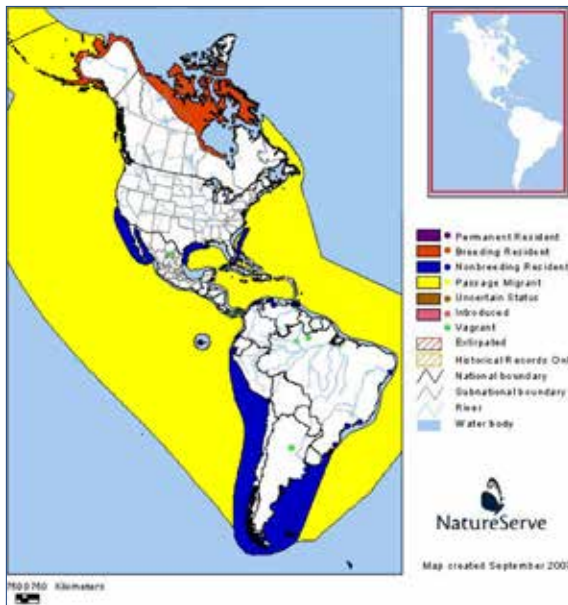 Permanent Resident
Breeding Resident
Nonbreeding Resident
Passage Migrant
Uncertain Status
Introduced
Vagrant
Extirpated
Historical Records Only
National boundary
Subnational boundary
River
Water body
NatureServe
Map created September 2007
Kilometers